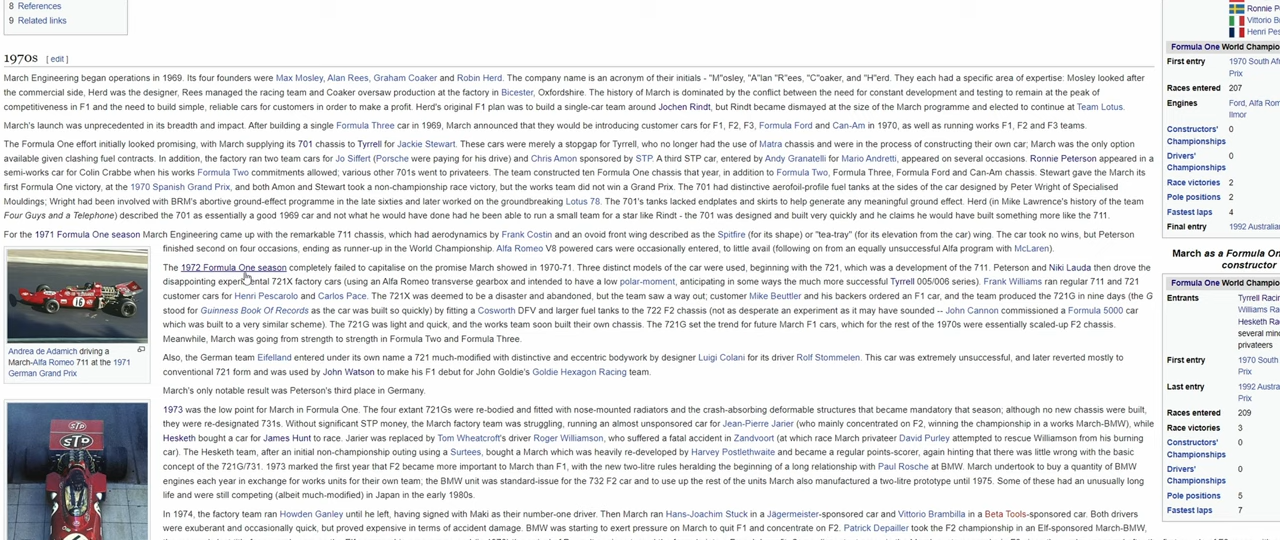 8 References
9 Related links
1970s [ edit ]
March Engineering began operations in 1969. Its four founders were Max Mosley, Alan Rees, Graham Coaker and Robin Herd. The company name is an acronym of their initials - "M"osley, "A"lan "R"ees, "C"oaker, and "H"erd. They each had a specific area of expertise: Mosley looked after
the commercial side, Herd was the designer, Rees managed the racing team and Coaker oversaw production at the factory in Bicester, Oxfordshire. The history of March is dominated by the conflict between the need for constant development and testing to remain at the peak of
competitiveness in F1 and the need to build simple, reliable cars for customers in order to make a profit. Herd's original F1 plan was to build a single-car team around Jochen Rindt, but Rindt became dismayed at the size of the March programme and elected to continue at Team Lotus.
March's launch was unprecedented in its breadth and impact. After building a single Formula Three car in 1969, March announced that they would be introducing customer cars for F1, F2, F3, Formula Ford and Can-Am in 1970, as well as running works F1, F2 and F3 teams.
The Formula One effort initially looked promising, with March supplying its 701 chassis to Tyrrell for Jackie Stewart. These cars were merely a stopgap for Tyrrell, who no longer had the use of Matra chassis and were in the process of constructing their own car; March was the only option
available given clashing fuel contracts. In addition, the factory ran two team cars for Jo Siffert (Porsche were paying for his drive) and Chris Amon sponsored by STP. A third STP car, entered by Andy Granatelli for Mario Andretti, appeared on several occasions. Ronnie Peterson appeared in
a semi-works car for Colin Crabbe when his works Formula Two commitments allowed; various other 701s went to privateers. The team constructed ten Formula One chassis that year, in addition to Formula Two, Formula Three, Formula Ford and Can-Am chassis. Stewart gave the March its
first Formula One victory, at the 1970 Spanish Grand Prix, and both Amon and Stewart took a non-championship race victory, but the works team did not win a Grand Prix. The 701 had distinctive aerofoil-profile fuel tanks at the sides of the car designed by Peter Wright of Specialised
Mouldings; Wright had been involved with BRM's abortive ground-effect programme in the late sixties and later worked on the groundbreaking Lotus 78. The 701's tanks lacked endplates and skirts to help generate any meaningful ground effect. Herd (in Mike Lawrence's history of the team
Four Guys and a Telephone) described the 701 as essentially a good 1969 car and not what he would have done had he been able to run a small team for a star like Rindt - the 701 was designed and built very quickly and he claims he would have built something more like the 711.
For the 1971 Formula One season March Engineering came up with the remarkable 711 chassis, which had aerodynamics by Frank Costin and an ovoid front wing described as the Spitfire (for its shape) or "tea-tray" (for its elevation from the car) wing. The car took no wins, but Peterson
finished second on four occasions, ending as runner-up in the World Championship. Alfa Romeo V8 powered cars were occasionally entered, to little avail (following on from an equally unsuccessful Alfa program with McLaren).
The 1972 Formula One season completely failed to capitalise on the promise March showed in 1970-71. Three distinct models of the car were used, beginning with the 721, which was a development of the 711. Peterson and Niki Lauda then drove the
disappointing experimental 721X factory cars (using an Alfa Romeo transverse gearbox and intended to have a low polar-moment, anticipating in some ways the much more successful Tyrrell 005/006 series). Frank Williams ran regular 711 and 721
customer cars for Henri Pescarolo and Carlos Pace. The 721X was deemed to be a disaster and abandoned, but the team saw a way out; customer Mike Beuttler and his backers ordered an F1 car, and the team produced the 721G in nine days (the G
stood for Guinness Book Of Records as the car was built so quickly) by fitting a Cosworth DFV and larger fuel tanks to the 722 F2 chassis (not as desperate an experiment as it may have sounded -- John Cannon commissioned a Formula 5000 car
which was built to a very similar scheme). The 721G was light and quick, and the works team soon built their own chassis. The 721G set the trend for future March F1 cars, which for the rest of the 1970s were essentially scaled-up F2 chassis.
Meanwhile, March was going from strength to strength in Formula Two and Formula Three.
Andrea de Adamich driving a
March-Alfa Romeo 711 at the 1971
German Grand Prix
Also, the German team Eifelland entered under its own name a 721 much-modified with distinctive and eccentric bodywork by designer Luigi Colani for its driver Rolf Stommelen. This car was extremely unsuccessful, and later reverted mostly to
conventional 721 form and was used by John Watson to make his F1 debut for John Goldie's Goldie Hexagon Racing team.
March's only notable result was Peterson's third place in Germany.
1973 was the low point for March in Formula One. The four extant 721Gs were re-bodied and fitted with nose-mounted radiators and the crash-absorbing deformable structures that became mandatory that season; although no new chassis were built,
they were re-designated 731s. Without significant STP money, the March factory team was struggling, running an almost unsponsored car for Jean-Pierre Jarier (who mainly concentrated on F2, winning the championship in a works March-BMW), while
Hesketh bought a car for James Hunt to race. Jarier was replaced by Tom Wheatcroft's driver Roger Williamson, who suffered a fatal accident in Zandvoort (at which race March privateer David Purley attempted to rescue Williamson from his burning
car). The Hesketh team, after an initial non-championship outing using a Surtees, bought a March which was heavily re-developed by Harvey Postlethwaite and became a regular points-scorer, again hinting that there was little wrong with the basic
concept of the 721G/731. 1973 marked the first year that F2 became more important to March than F1, with the new two-litre rules heralding the beginning of a long relationship with Paul Rosche at BMW. March undertook to buy a quantity of BMW
engines each year in exchange for works units for their own team; the BMW unit was standard-issue for the 732 F2 car and to use up the rest of the units March also manufactured a two-litre prototype until 1975. Some of these had an unusually long
life and were still competing (albeit much-modified) in Japan in the early 1980s.
In 1974, the factory team ran Howden Ganley until he left, having signed with Maki as their number-one driver. Then March ran Hans-Joachim Stuck in a Jägermeister-sponsored car and Vittorio Brambilla in a Beta Tools-sponsored car. Both drivers
were exuberant and occasionally quick, but proved expensive in terms of accident damage. BMW was starting to exert pressure on March to quit F1 and concentrate on F2. Patrick Depailler took the F2 championship in an Elf-sponsored March-BMW,
16
STP
STP
Ronnie P
Vittorio Br
Henri Pes
Formula One World Champio
First entry 1970 South Af
Prix
Races entered 207
Engines Ford, Alfa Rom
Ilmor
Constructors' 0
Championships
Drivers' 0
Championships
Race victories 2
Pole positions 2
Fastest laps 4
Final entry 1992 Australia
March as a Formula On
constructor
Formula One World Champio
Entrants Tyrrell Racin
Williams Ra
Hesketh Ra
several mino
privateers
First entry 1970 South
Prix
Last entry 1992 Austra
Prix
Races entered 209
Race victories 3
Constructors' 0
Championships
Drivers' 0
Championships
Pole positions 5
Fastest laps 7